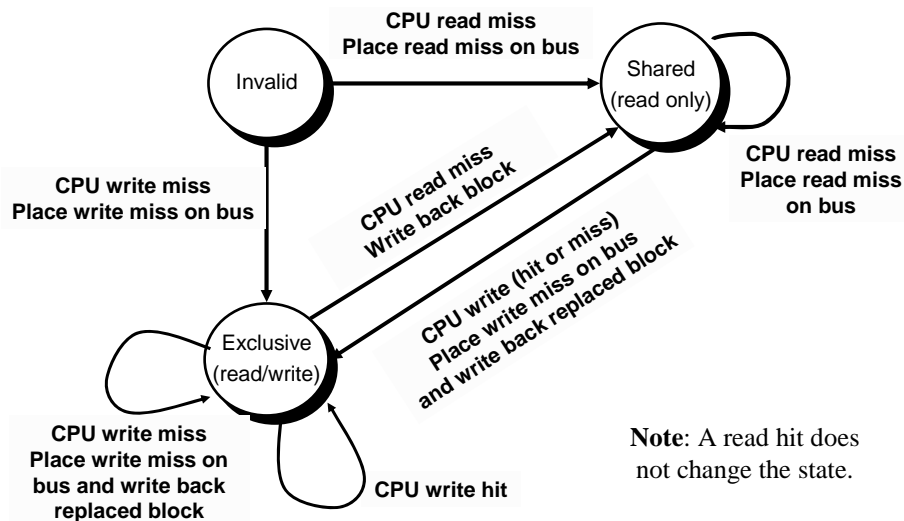 CPU read miss
Place read miss on bus
Invalid
Shared
(read only)
CPU read miss
Place read miss
on bus
CPU write miss
Place write miss on bus
CPU read miss
Write back block
CPU write (hit or miss)
Place write miss on bus
and write back replaced block
Exclusive
(read/write)
CPU write miss
Place write miss on
bus and write back
replaced block
CPU write hit
Note: A read hit does
not change the state.